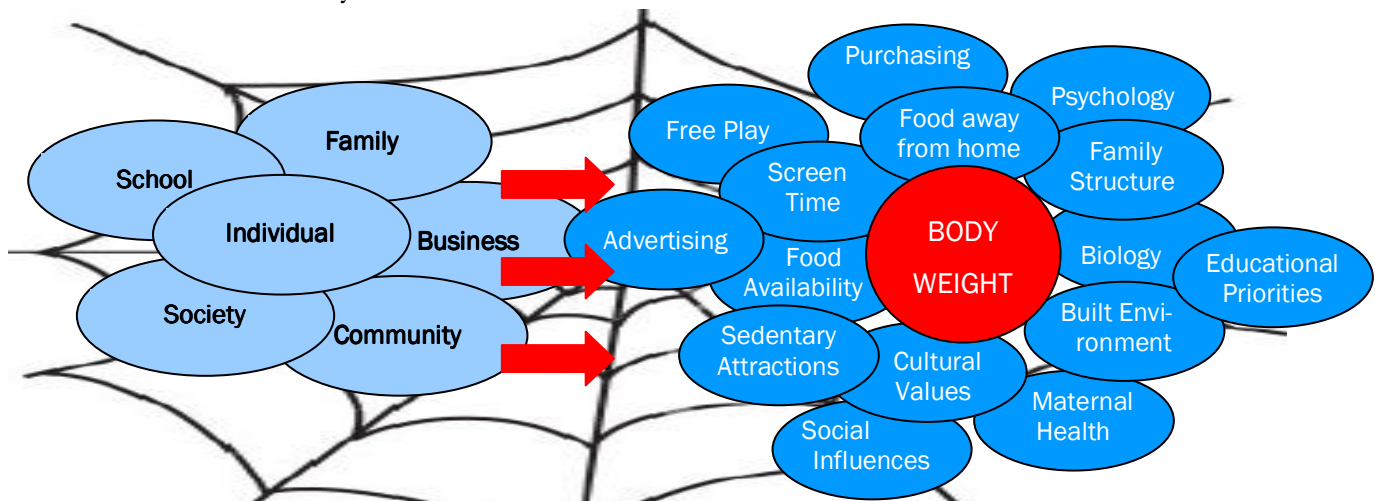 Family
School
Individual
Business
Society
Community
Purchasing
Psychology
Free Play
Food away
from home
Family
Structure
Screen
Time
Advertising
BODY
WEIGHT
Food
Availability
Biology
Educational
Priorities
Built Envi-
ronment
Sedentary
Attractions
Cultural
Values
Maternal
Health
Social
Influences